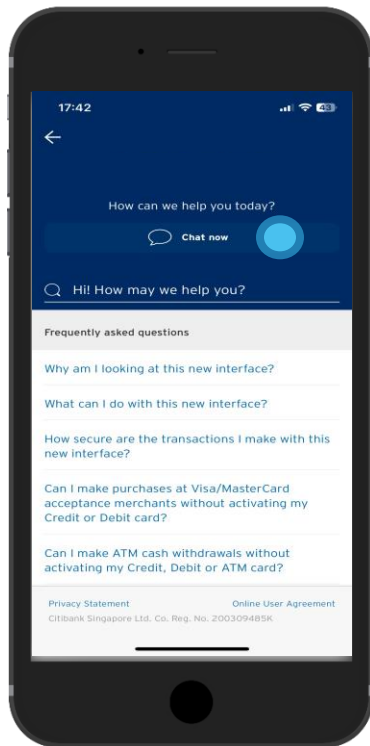 17:42
43
How can we help you today?
Chat now
Hi! How may we help you?
Frequently asked questions
Why am I looking at this new interface?
What can I do with this new interface?
How secure are the transactions I make with this
new interface?
Can I make purchases at Visa/MasterCard
acceptance merchants without activating my
Credit or Debit card?
Can I make ATM cash withdrawals without
activating my Credit, Debit or ATM card?
Privacy Statement Online User Agreement
Citibank Singapore Ltd. Co. Reg. No. 200309485K